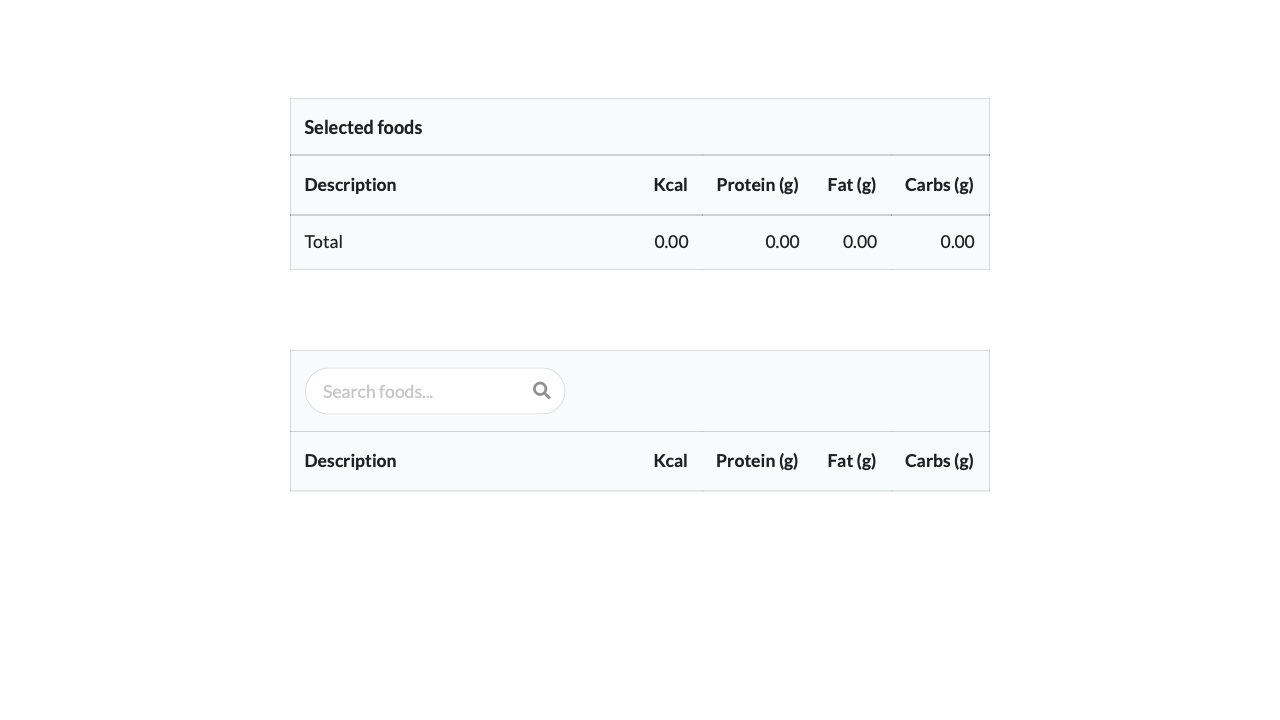 Selected foods
Description Kcal Protein (g) Fat (g) Carbs (g)
Total 0.00 0.00 0.00 0.00
Search foods...
Description Kcal Protein (g) Fat (g) Carbs (g)